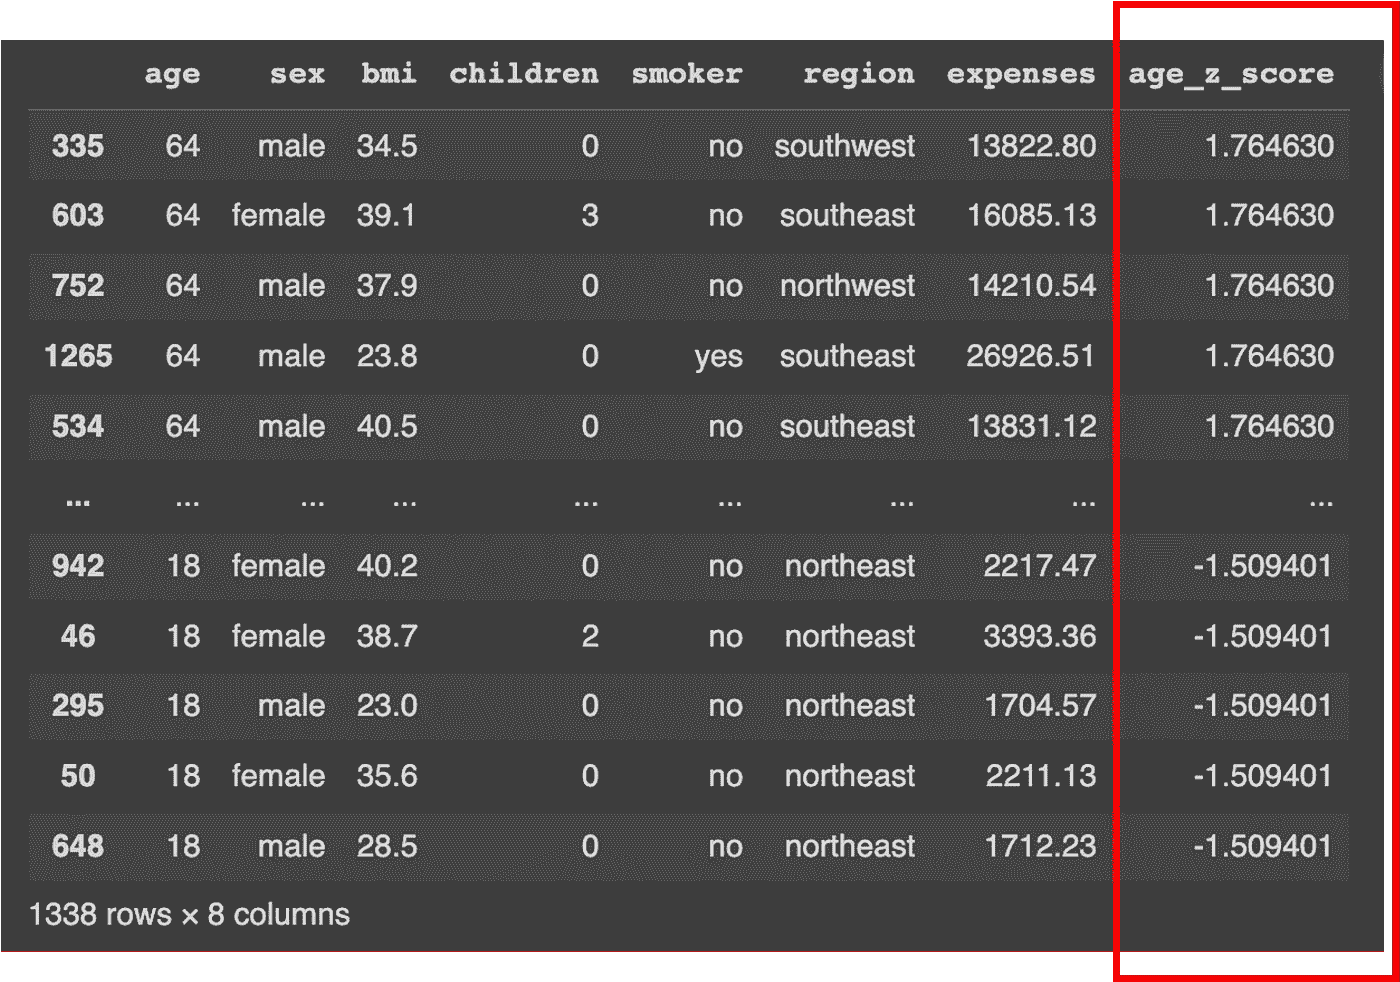 age sex bmi children smoker region expenses age_z_score
335 64 male 34.5 0 no southwest 13822.80 1.764630
603 64 female 39.1 3 no southeast 16085.13 1.764630
752 64 male 37.9 0 no northwest 14210.54 1.764630
1265 64 male 23.8 0 yes southeast 26926.51 1.764630
534 64 male 40.5 0 no southeast 13831.12 1.764630
... ... ... ... ... ... ... ... ...
942 18 female 40.2 0 no northeast 2217.47 -1.509401
46 18 female 38.7 2 no northeast 3393.36 -1.509401
295 18 male 23.0 0 no northeast 1704.57 -1.509401
50 18 female 35.6 0 no northeast 2211.13 -1.509401
648 18 male 28.5 0 no northeast 1712.23 -1.509401
1338 rows × 8 columns